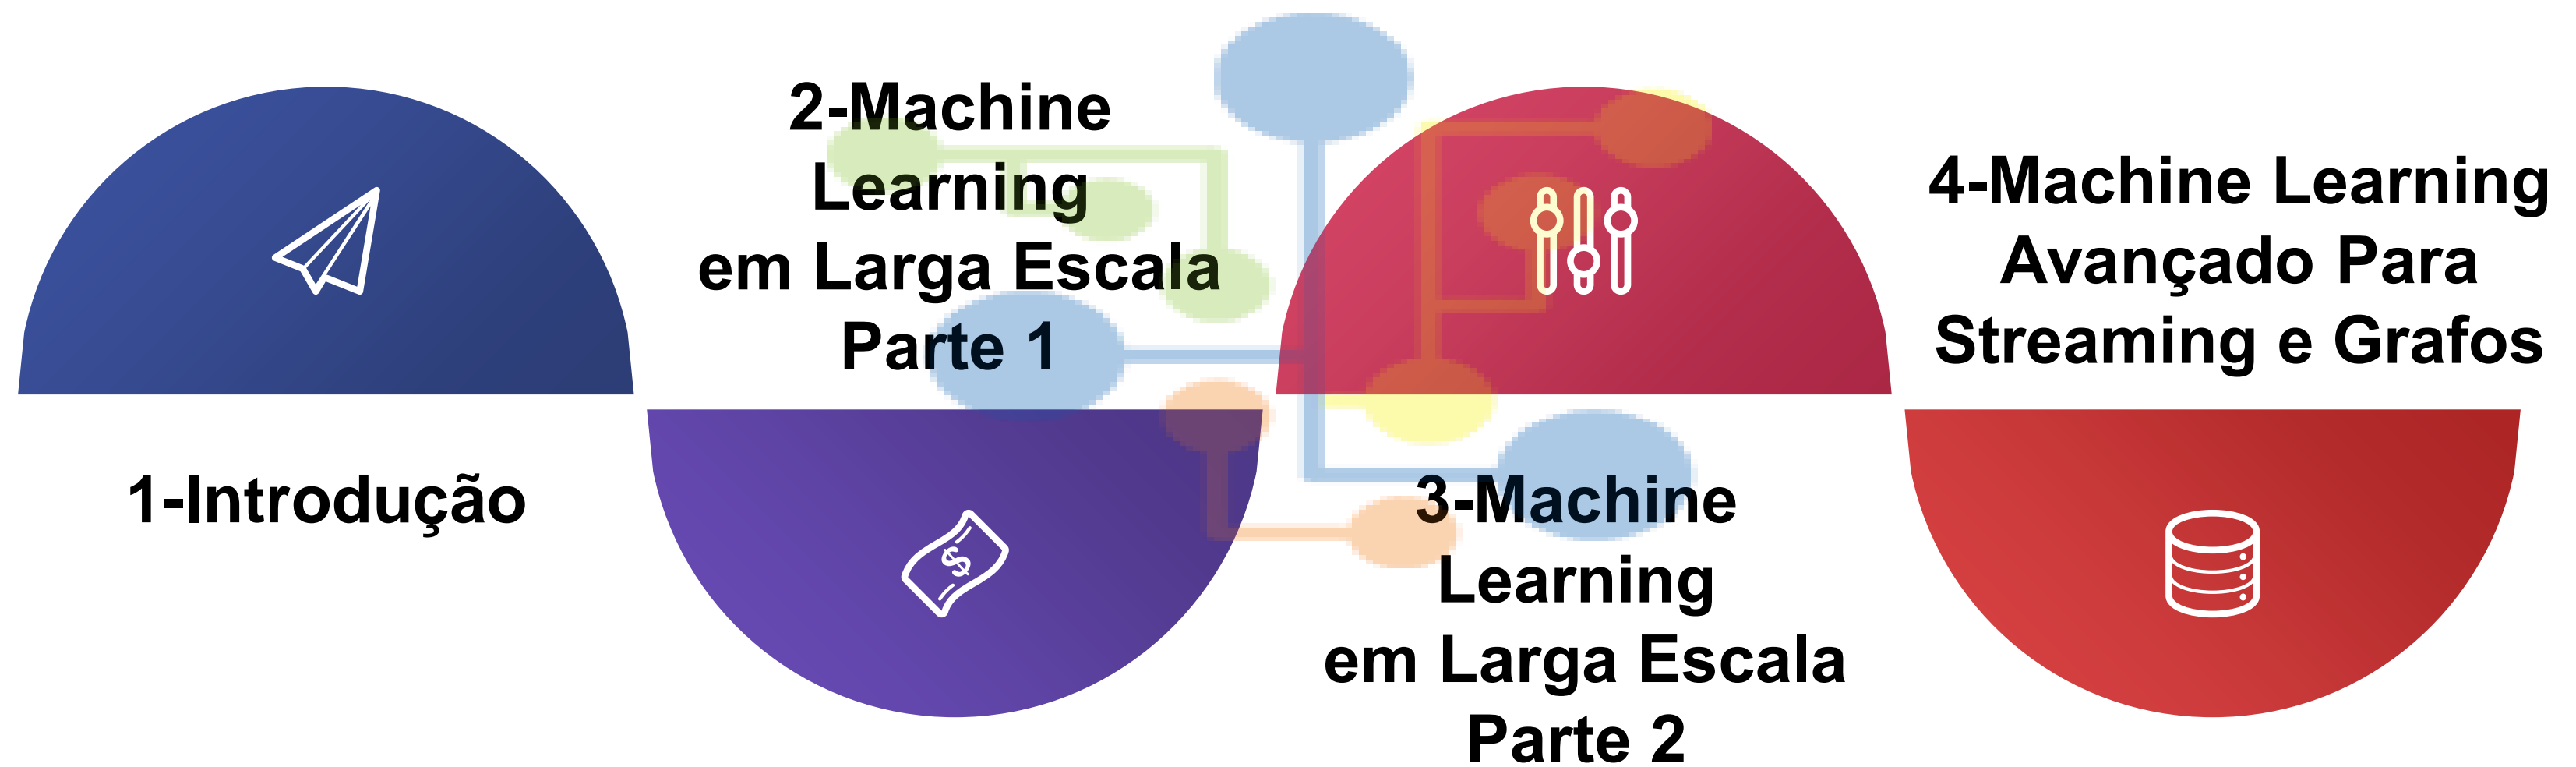 1-Introdução
2-Machine
Learning
em Larga Escala
Parte 1
3-Machine
Learning
em Larga Escala
Parte 2
4-Machine Learning
Avançado Para
Streaming e Grafos
$